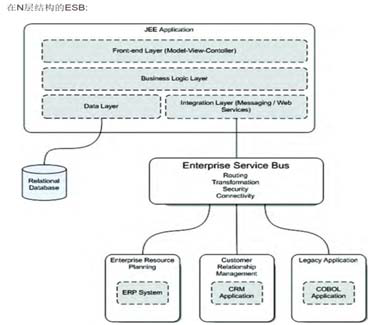 在N层结构的ESB:
JEE Application
Front-end Layer (Model-View-Contoller)
Business Logic Layer
Data Layer
Integration Layer (Messaging / Web
Services)
Relational
Database
Enterprise Service Bus
Routing
Transformation
Security
Connectivity
Enterprise Resource
Planning
ERP System
Customer
Relationship
Management
CRM
Application
Legacy Application
COBOL
Application